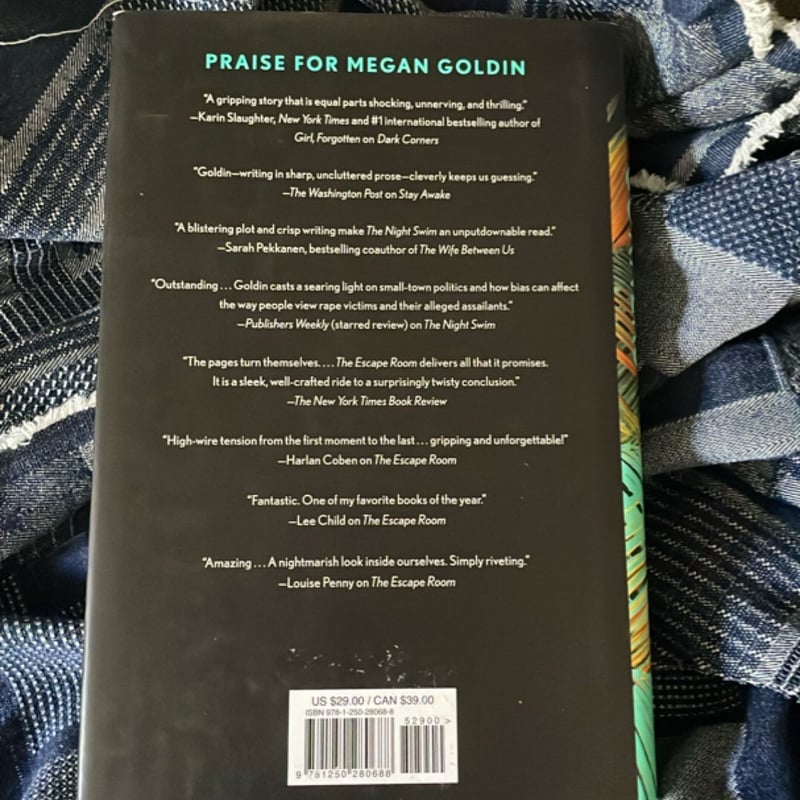 PRAISE FOR MEGAN GOLDIN
“A gripping story that is equal parts shocking, unnerving, and thrilling.”
—Karin Slaughter, New York Times and #1 international bestselling author of
Girl, Forgotten on Dark Corners
“Goldin—writing in sharp, uncluttered prose—cleverly keeps us guessing.”
—The Washington Post on Stay Awake
“A blistering plot and crisp writing make The Night Swim an unputdownable read.”
—Sarah Pekkanen, bestselling coauthor of The Wife Between Us
“Outstanding . . . Goldin casts a searing light on small-town politics and how bias can affect
the way people view rape victims and their alleged assailants.”
—Publishers Weekly (starred review) on The Night Swim
“The pages turn themselves. . . . The Escape Room delivers all that it promises.
It is a sleek, well-crafted ride to a surprisingly twisty conclusion.”
—The New York Times Book Review
“High-wire tension from the first moment to the last . . . gripping and unforgettable!”
—Harlan Coben on The Escape Room
“Fantastic. One of my favorite books of the year.”
—Lee Child on The Escape Room
“Amazing . . . A nightmarish look inside ourselves. Simply riveting.”
—Louise Penny on The Escape Room
US $29.00 / CAN $39.00
ISBN 978-1-250-28068-8
52900 >
9 781250 280688